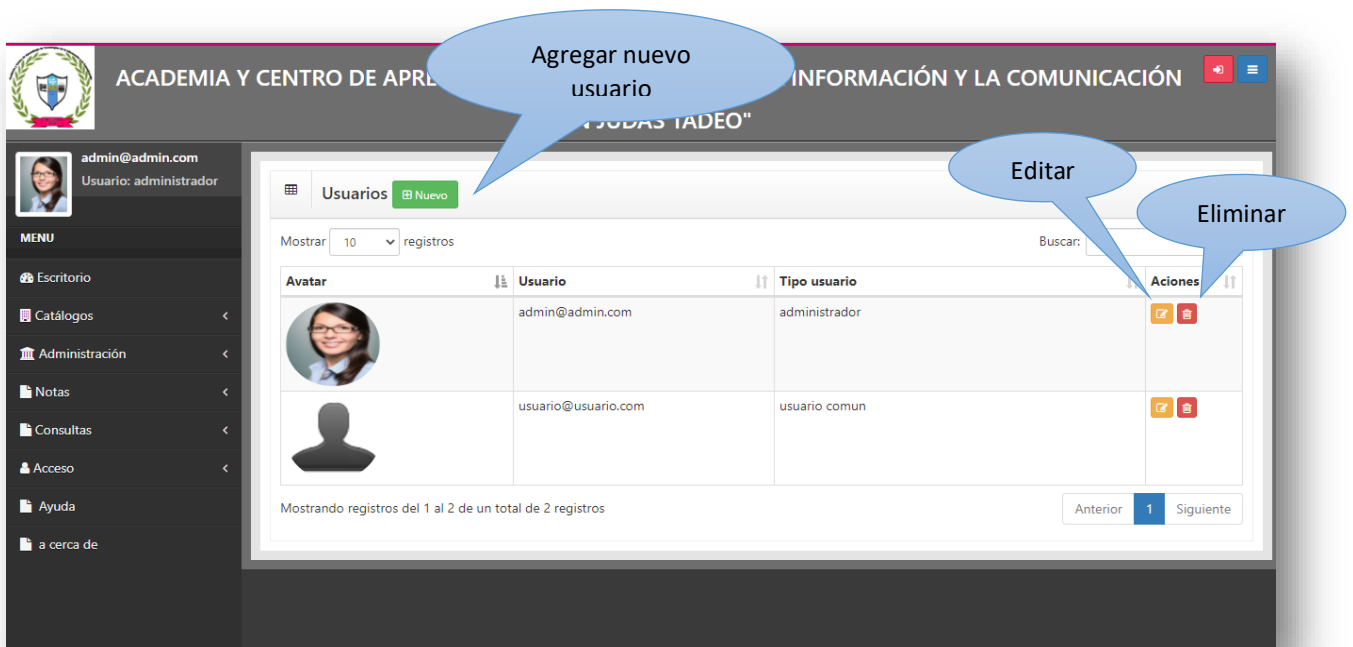 Agregar nuevo
usuario
ACADEMIA Y CENTRO DE INFORMACIÓN Y LA COMUNICACIÓN
JUDAS TADEO"
admin@admin.com
Usuario: administrador
MENU
Escritorio
Catálogos
Administración
Notas
Consultas
Acceso
Ayuda
a cerca de
Editar
Eliminar
Usuarios Nuevo
Mostrar 10 registros Buscar:
Avatar Usuario Tipo usuario Aciones
admin@admin.com administrador
usuario@usuario.com usuario comun
Mostrando registros del 1 al 2 de un total de 2 registros Anterior 1 Siguiente